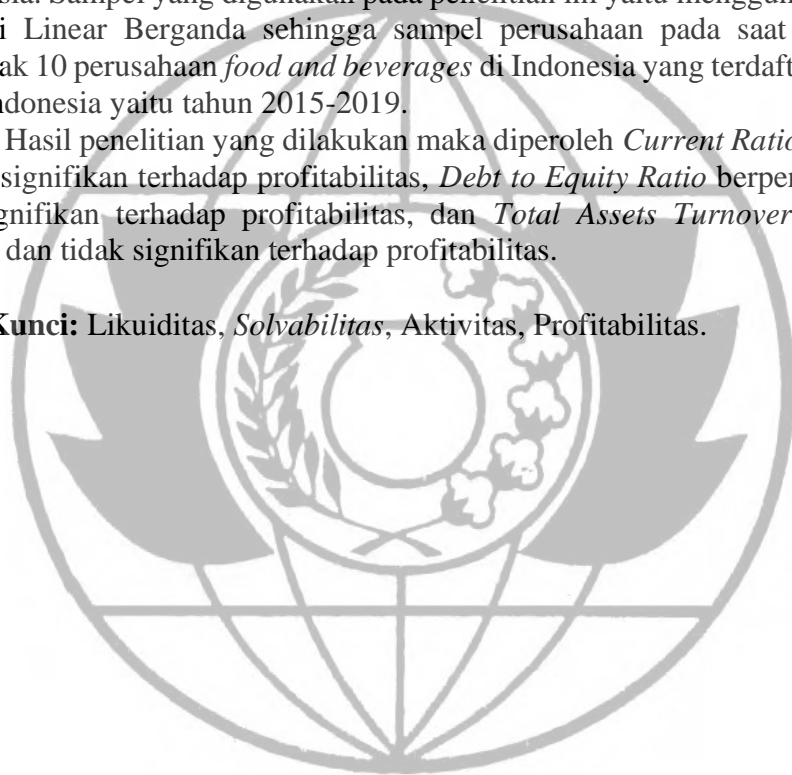 sia. Sampel yang digunakan pada penelitian ini yaitu menggun
i Linear Berganda sehingga sampel perusahaan pada saat
ak 10 perusahaan food and beverages di Indonesia yang terdaft
ndonesia yaitu tahun 2015-2019.
Hasil penelitian yang dilakukan maka diperoleh Current Ratio
signifikan terhadap profitabilitas, Debt to Equity Ratio berper
gnifikan terhadap profitabilitas, dan Total Assets Turnover
dan tidak signifikan terhadap profitabilitas.
Kunci: Likuiditas, Solvabilitas, Aktivitas, Profitabilitas.